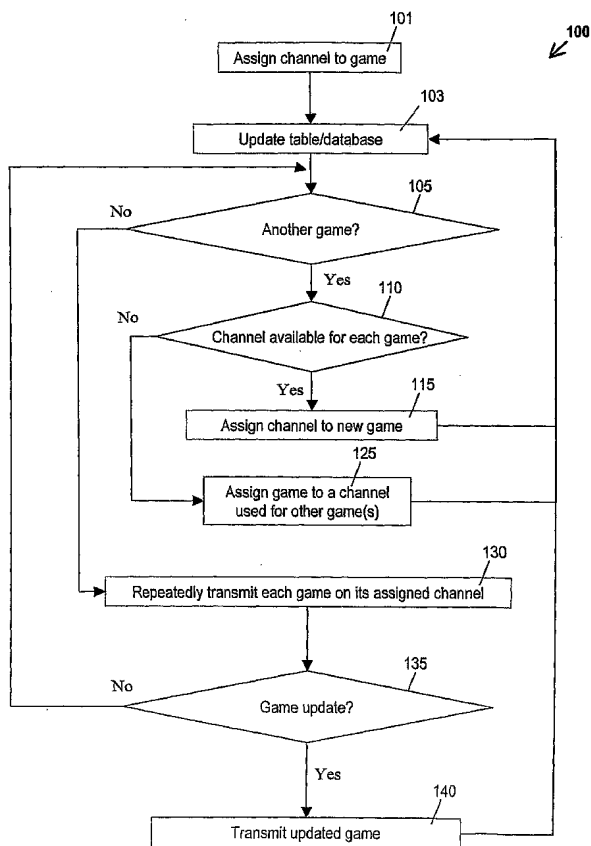 100
101
Assign channel to game
103
Update table/database
105
No
Another game?
Yes
110
No
Channel available for each game?
Yes
115
Assign channel to new game
125
Assign game to a channel
used for other game(s)
130
Repeatedly transmit each game on its assigned channel
135
No
Game update?
Yes
140
Transmit updated game